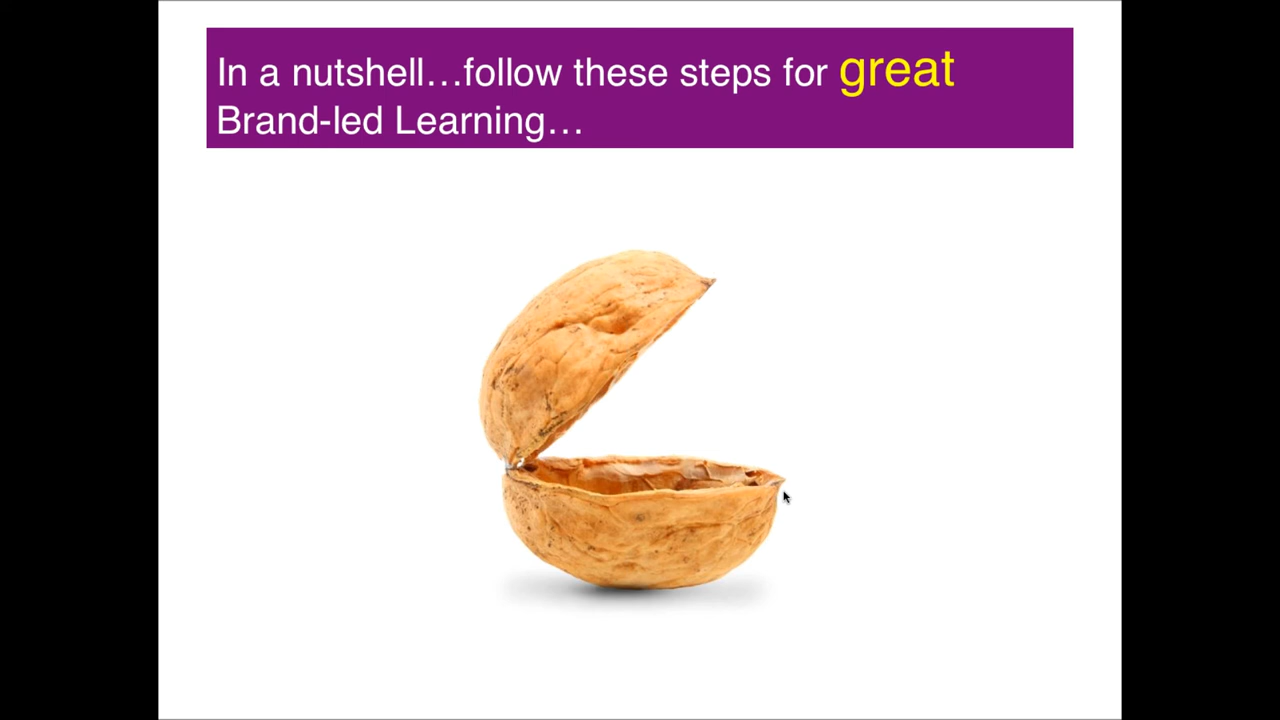 In a nutshell…follow these steps for great
Brand-led Learning…